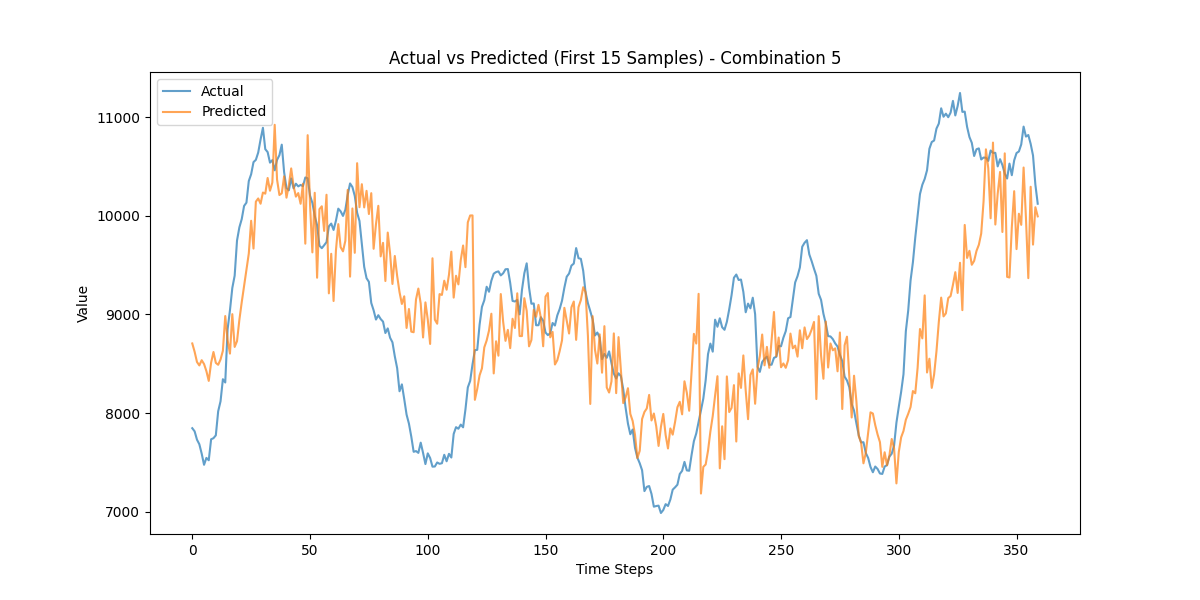 Actual vs Predicted (First 15 Samples) - Combination 5
Actual
Predicted
11000
10000
9000
8000
7000
Value
0 50 100 150 200 250 300 350
Time Steps